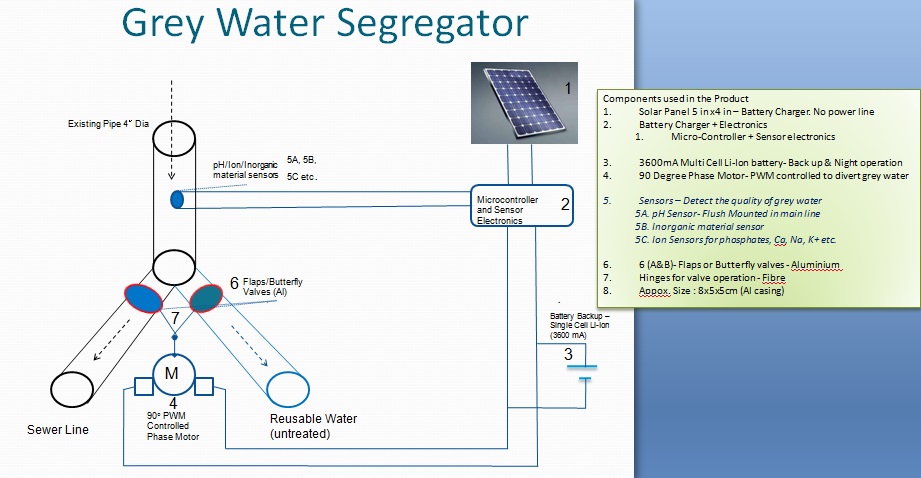 Grey Water Segregator
1
Existing Pipe 4" Dia
pH/Ion/Inorganic
material sensors
5A, 5B,
5C etc.
Microcontroller
and Sensor
Electronics
2
6
Flaps/Butterfly
Valves (Al)
7
Battery Backup –
Single Cell Li-Ion
(3600 mA)
3
M
4
90° PWM
Controlled
Phase Motor
Sewer Line
Reusable Water
(untreated)
Components used in the Product
1. Solar Panel 5 in x4 in – Battery Charger. No power line
2. Battery Charger + Electronics
1. Micro-Controller + Sensor electronics
3. 3600mA Multi Cell Li-Ion battery- Back up & Night operation
4. 90 Degree Phase Motor- PWM controlled to divert grey water
5. Sensors – Detect the quality of grey water
5A. pH Sensor- Flush Mounted in main line
5B. Inorganic material sensor
5C. Ion Sensors for phosphates, Ca, Na, K+ etc.
6. 6 (A&B)- Flaps or Butterfly valves - Aluminium
7. Hinges for valve operation - Fibre
8. Appox. Size : 8x5x5cm (Al casing)